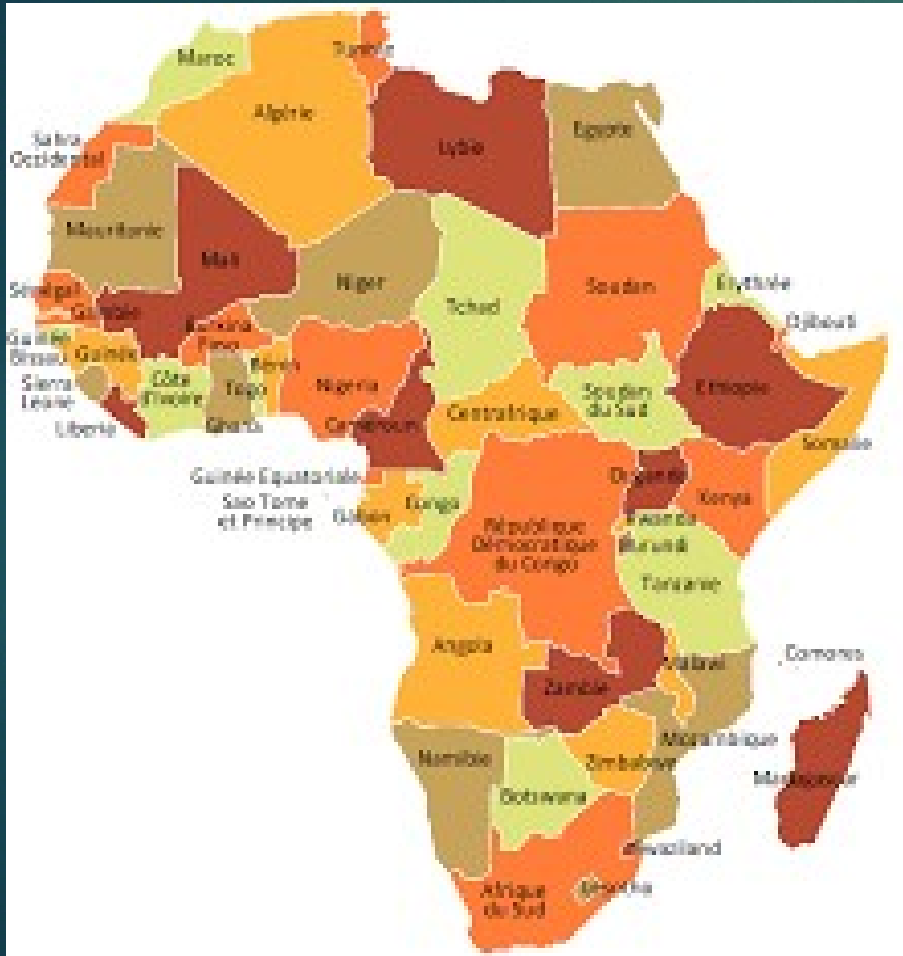 Maroc
Tunisie
Algérie
Lybie
Egypte
Sahra
Occidental
Mauritanie
Mali
Niger
Tchad
Soudan
Erythrée
Djibouti
Sénégal
Gambie
Burkina
Faso
Guinée
Bissau
Guinée
Bénin
Sierra
Leone
Côte
d'Ivoire
Togo
Nigeria
Centrafrique
Soudan
du Sud
Ethiopie
Liberia
Ghana
Cameroun
Somalie
Guinée Equatoriale
Ouganda
Kenya
Sao Tome
et Principe
Gabon
Congo
Rwanda
République
Démocratique
du Congo
Burundi
Tanzanie
Angola
Malawi
Comores
Zambie
Mozambique
Namibie
Zimbabwe
Madagascar
Botswana
Swaziland
Afrique
du Sud
Lesotho